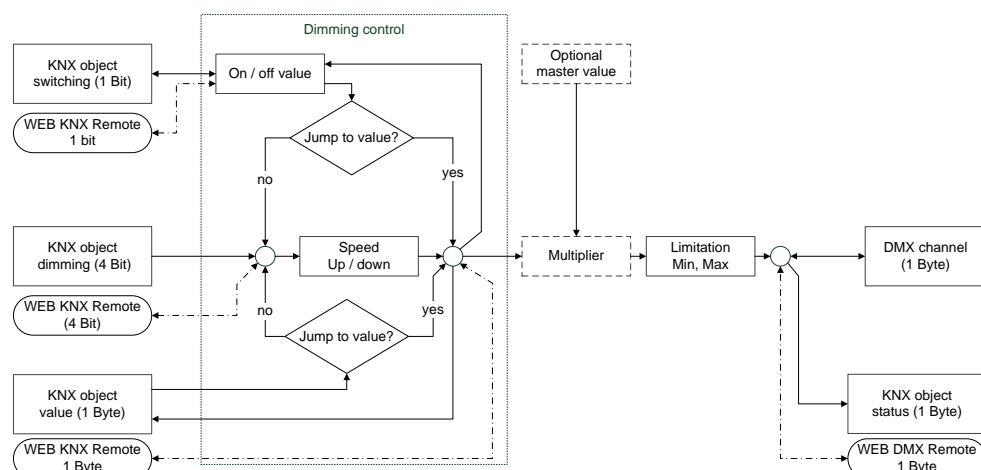 Dimming control
KNX object
switching (1 Bit)
On / off value
Optional
master value
WEB KNX Remote
1 bit
Jump to value?
no
yes
KNX object
dimming (4 Bit)
Speed
Up / down
Multiplier
Limitation
Min, Max
DMX channel
(1 Byte)
WEB KNX Remote
(4 Bit)
no
yes
Jump to value?
KNX object
value (1 Byte)
KNX object
status (1 Byte)
WEB KNX Remote
1 Byte
WEB DMX Remote
1 Byte